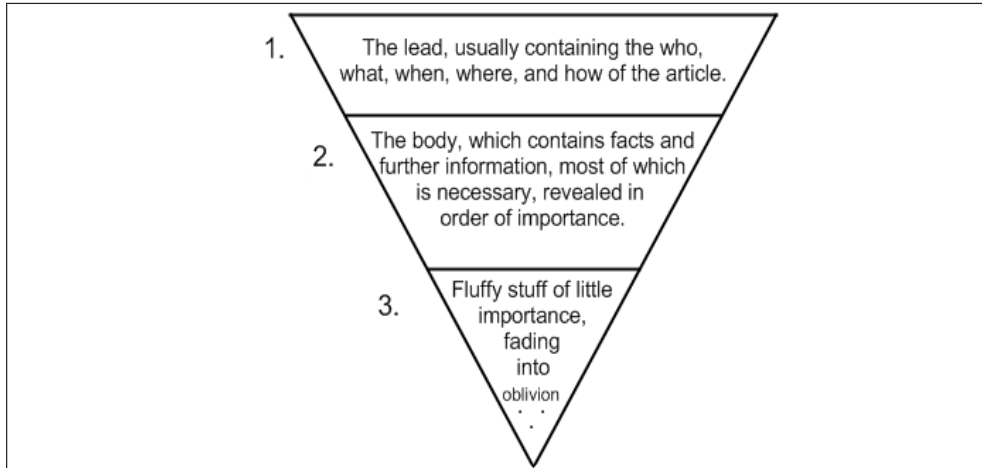 1.
The lead, usually containing the who,
what, when, where, and how of the article.
2.
The body, which contains facts and
further information, most of which
is necessary, revealed in
order of importance.
3.
Fluffy stuff of little
importance,
fading
into
oblivion
. .
.